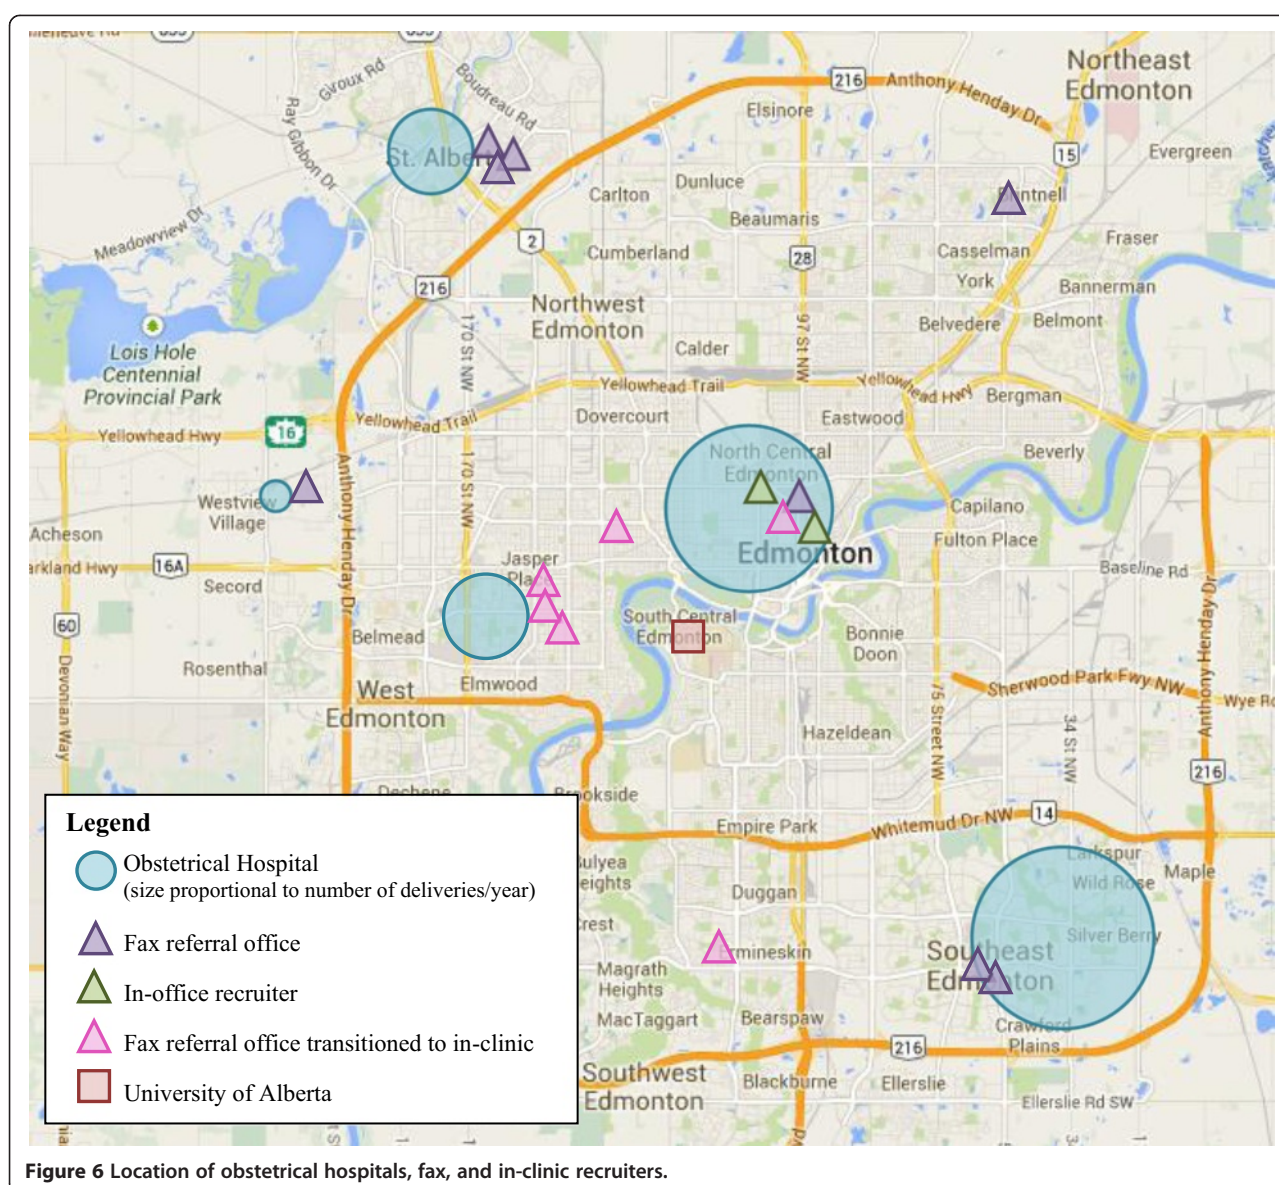 216
Anthony Henday Dr
Northeast
Edmonton
Giroux Rd
Boudreau Rd
Elsinore
Ray Gibbon Dr
15
Evergreen
St. Albert
Carlton
Dunluce
Beaumaris
Meadowview Dr
2
Cumberland
28
Casselman
Fraser
York
Bannerman
216
Northwest
Edmonton
170 St NW
97 St NW
Belvedere
Belmont
Lois Hole
Centennial
Provincial Park
Calder
Yellowhead Trail
Yellowhead Hwy
Bergman
Yellowhead Trail
Dovercourt
Eastwood
Yellowhead Hwy
16
North Central
Edmonton
Beverly
Anthony Henday Dr
170 St NW
Westview
Village
Capilano
Acheson
Fulton Place
Edmonton
16A
Jasper
Place
Baseline Rd
Secord
60
Belmead
South Central
Edmonton
Bonnie
Doon
Rosenthal
Elmwood
West
Edmonton
Devonian Way
Sherwood Park Fwy NW
Anthony Henday Dr
Hazeldean
34 St NW
216
Dechene
Brookside
Empire Park
Whitemud Dr NW
14
Larkspur
Wild Rose
Maple
Duggan
Silver Berry
Ermineskin
Southeast
Edmonton
Magrath
Heights
MacTaggart
Bearspaw
Crawford
Plains
216
Southwest
Edmonton
Blackburne
Ellerslie
Ellerslie Rd SW
Legend
Obstetrical Hospital
(size proportional to number of deliveries/year)
Fax referral office
In-office recruiter
Fax referral office transitioned to in-clinic
University of Alberta
Figure 6 Location of obstetrical hospitals, fax, and in-clinic recruiters.